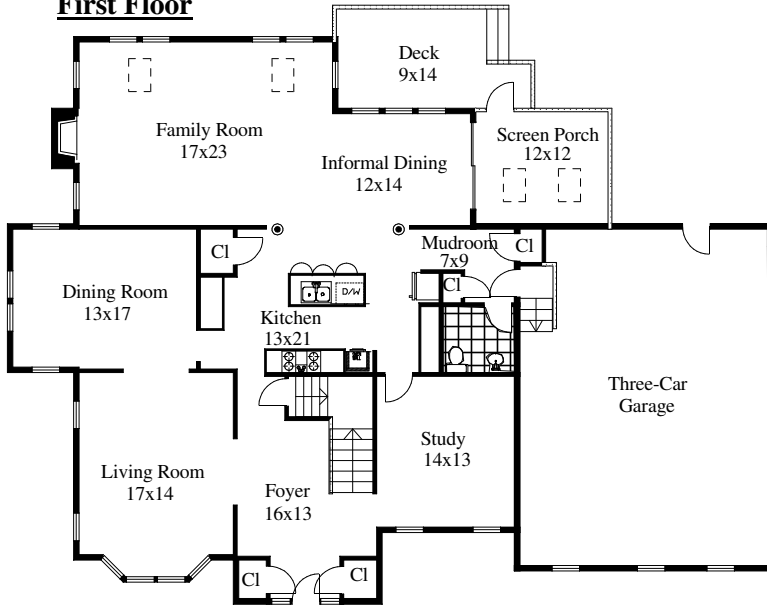 First Floor
Deck
9x14
Family Room
17x23
Screen Porch
12x12
Informal Dining
12x14
Cl
Mudroom
7x9
Cl
Cl
Dining Room
13x17
D/W
Kitchen
13x21
Three-Car
Garage
Study
14x13
Living Room
17x14
Foyer
16x13
Cl
Cl